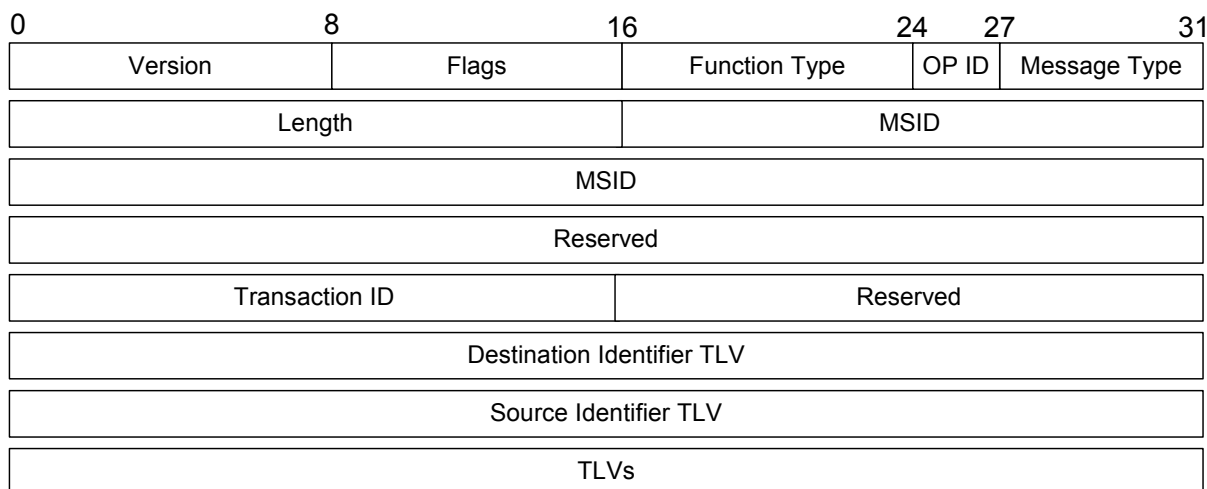 0 8 16 24 27 31
Version Flags Function Type OP ID Message Type
Length MSID
MSID
Reserved
Transaction ID Reserved
Destination Identifier TLV
Source Identifier TLV
TLVs